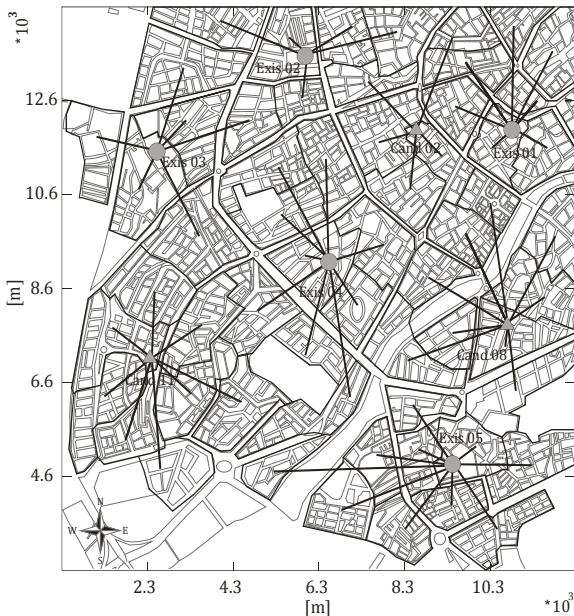 *10³
12.6
10.6
8.6
6.6
4.6
[m]
Exis 02
Exis 03
Cand 02
Exis 01
Exis 04
Cand 08
Cand 11
Exis 05
N
W E
S
2.3 4.3 6.3 8.3 10.3
[m] *10³